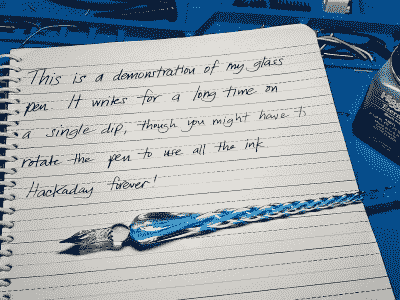 This is a demonstration of my glass
pen. It writes for a long time on
a single dip, though you might have to
rotate the pen to use all the ink
Hackaday forever!